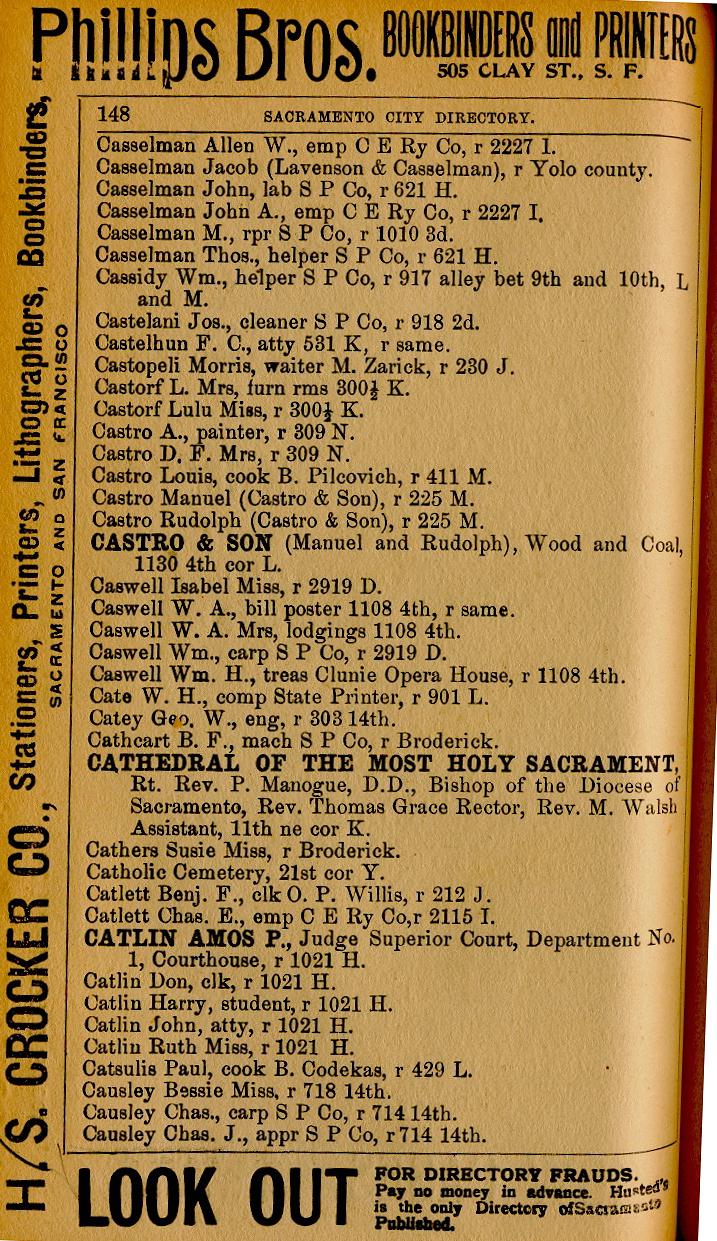 Phillips Bros. BOOKBINDERS and PRINTERS
505 CLAY ST., S. F.
H. S. CROCKER CO., Stationers, Printers, Lithographers, Bookbinders,
SACRAMENTO AND SAN FRANCISCO
148 SACRAMENTO CITY DIRECTORY.
Casselman Allen W., emp C E Ry Co, r 2227 I.
Casselman Jacob (Lavenson & Casselman), r Yolo county.
Casselman John, lab S P Co, r 621 H.
Casselman John A., emp C E Ry Co, r 2227 I.
Casselman M., rpr S P Co, r 1010 3d.
Casselman Thos., helper S P Co, r 621 H.
Cassidy Wm., helper S P Co, r 917 alley bet 9th and 10th, L
and M.
Castelani Jos., cleaner S P Co, r 918 2d.
Castelhun F. C., atty 531 K, r same.
Castopeli Morris, waiter M. Zarick, r 230 J.
Castorf L. Mrs, furn rms 300½ K.
Castorf Lulu Miss, r 300½ K.
Castro A., painter, r 309 N.
Castro D. F. Mrs, r 309 N.
Castro Louis, cook B. Pilcovich, r 411 M.
Castro Manuel (Castro & Son), r 225 M.
Castro Rudolph (Castro & Son), r 225 M.
CASTRO & SON (Manuel and Rudolph), Wood and Coal,
1130 4th cor L.
Caswell Isabel Miss, r 2919 D.
Caswell W. A., bill poster 1108 4th, r same.
Caswell W. A. Mrs, lodgings 1108 4th.
Caswell Wm., carp S P Co, r 2919 D.
Caswell Wm. H., treas Clunie Opera House, r 1108 4th.
Cate W. H., comp State Printer, r 901 L.
Catey Geo. W., eng, r 303 14th.
Cathcart B. F., mach S P Co, r Broderick.
CATHEDRAL OF THE MOST HOLY SACRAMENT,
Rt. Rev. P. Manogue, D.D., Bishop of the Diocese of
Sacramento, Rev. Thomas Grace Rector, Rev. M. Walsh
Assistant, 11th ne cor K.
Cathers Susie Miss, r Broderick.
Catholic Cemetery, 21st cor Y.
Catlett Benj. F., clk O. P. Willis, r 212 J.
Catlett Chas. E., emp C E Ry Co,r 2115 I.
CATLIN AMOS P., Judge Superior Court, Department No.
1, Courthouse, r 1021 H.
Catlin Don, clk, r 1021 H.
Catlin Harry, student, r 1021 H.
Catlin John, atty, r 1021 H.
Catlin Ruth Miss, r 1021 H.
Catsulis Paul, cook B. Codekas, r 429 L.
Causley Bessie Miss, r 718 14th.
Causley Chas., carp S P Co, r 714 14th.
Causley Chas. J., appr S P Co, r 714 14th.
LOOK OUT FOR DIRECTORY FRAUDS.
Pay no money in advance. Husted's
is the only Directory of Sacramento
Published.